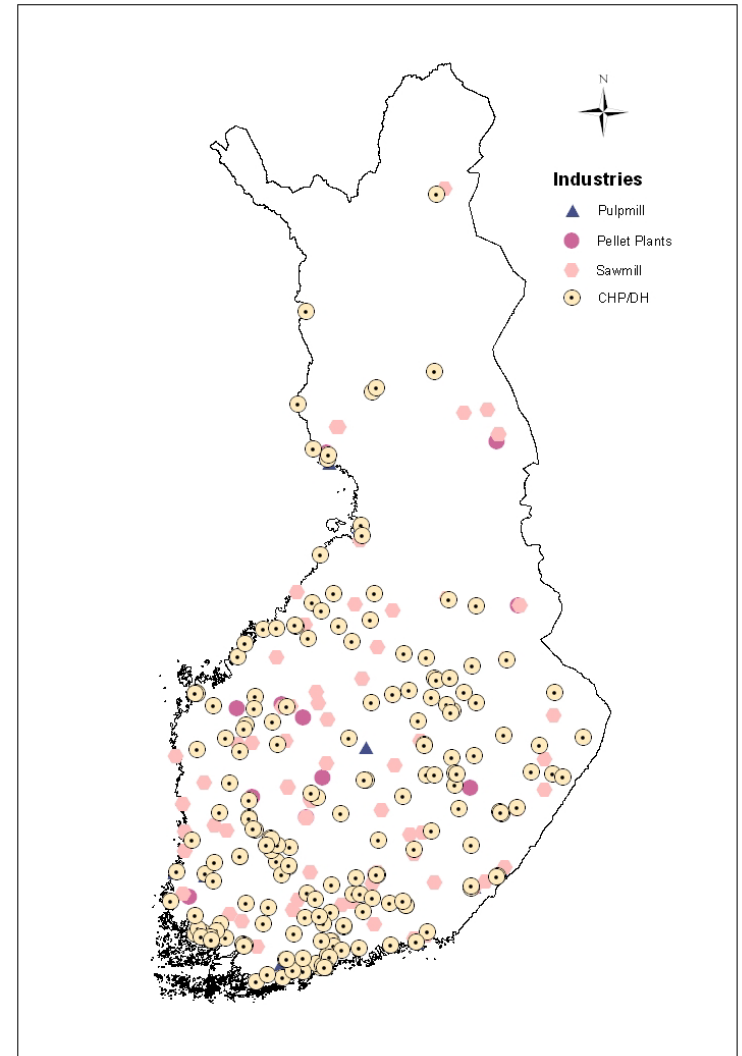 N
Industries
Pulpmill
Pellet Plants
Sawmill
CHP/DH